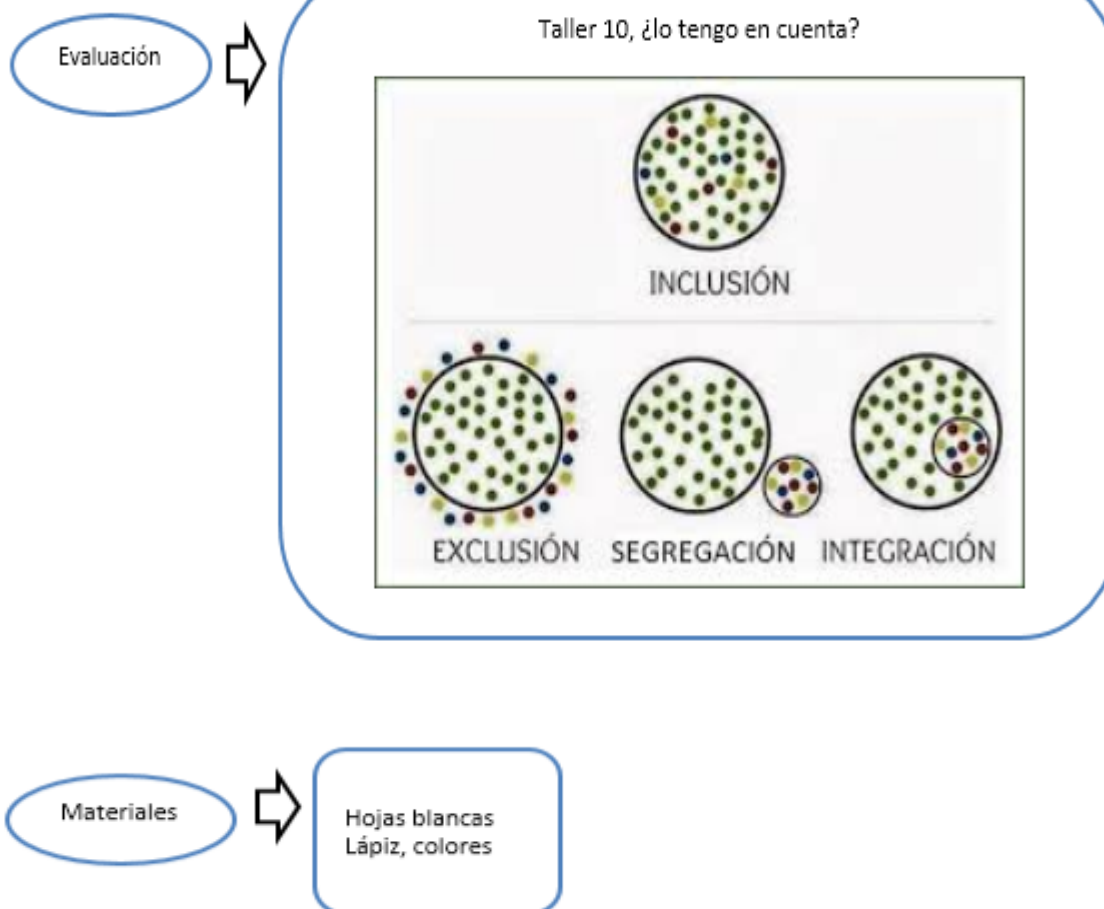 Evaluación
Taller 10, ¿lo tengo en cuenta?
INCLUSIÓN
EXCLUSIÓN
SEGREGACIÓN
INTEGRACIÓN
Materiales
Hojas blancas
Lápiz, colores